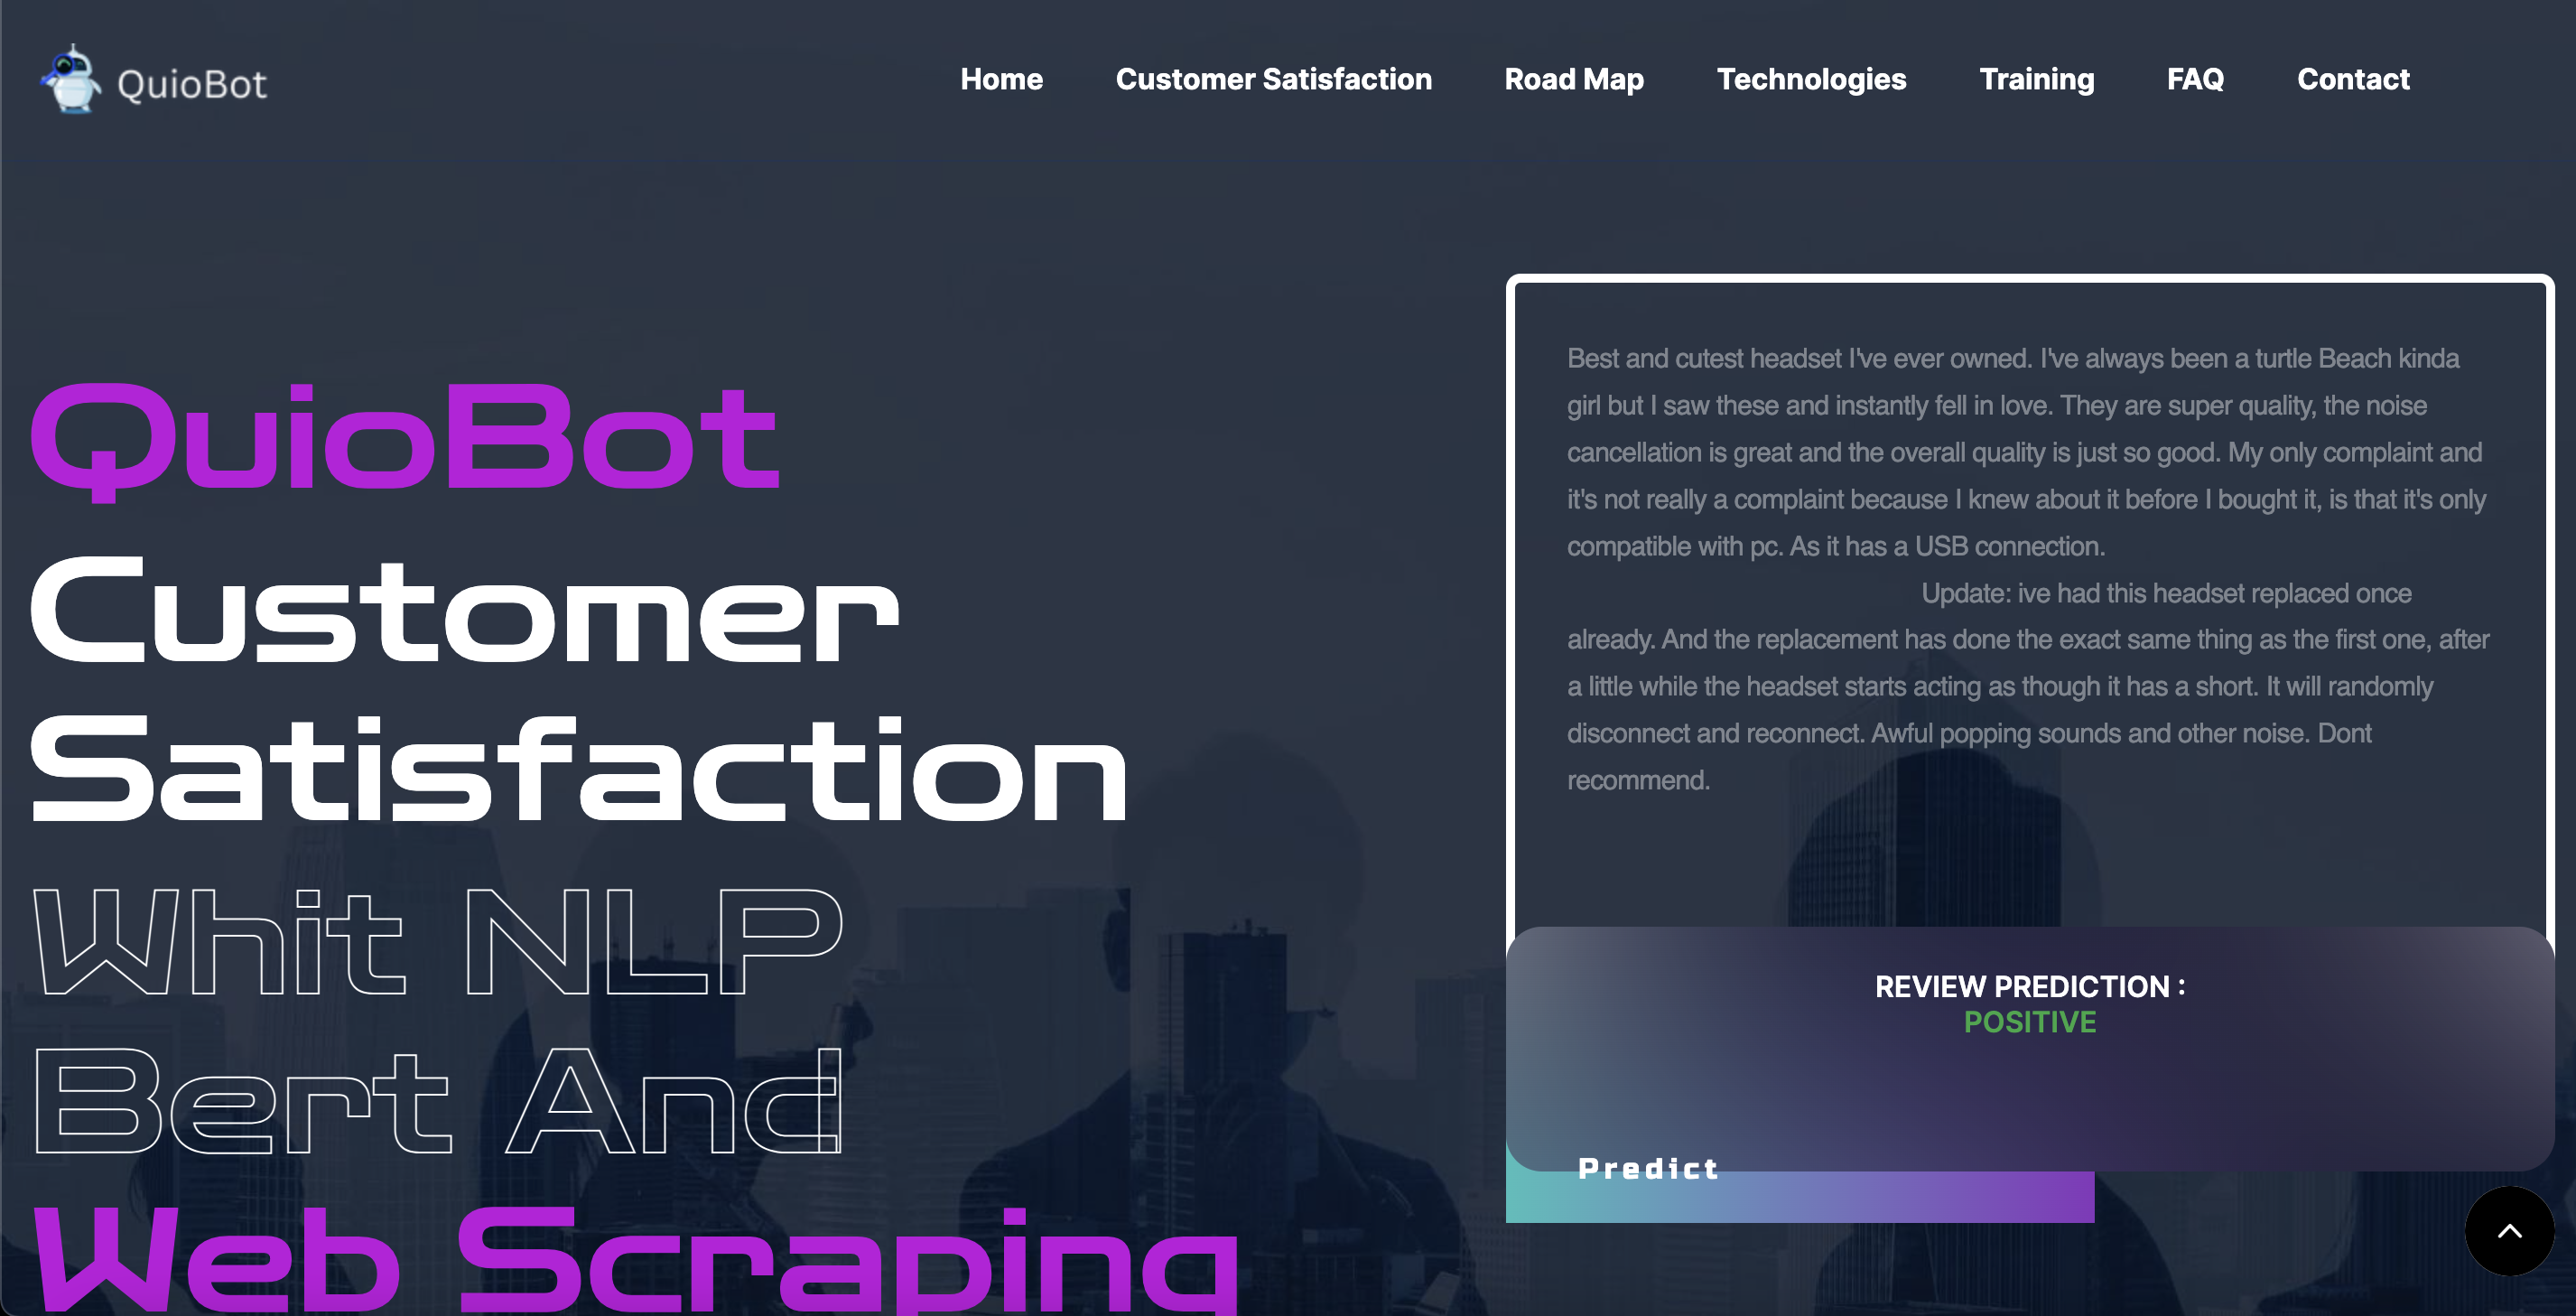 QuioBot
Home
Customer Satisfaction
Road Map
Technologies
Training
FAQ
Contact
QuioBot
Customer
Satisfaction
Whit NLP
Bert And
Web Scraping
Best and cutest headset I've ever owned. I've always been a turtle Beach kinda
girl but I saw these and instantly fell in love. They are super quality, the noise
cancellation is great and the overall quality is just so good. My only complaint and
it's not really a complaint because I knew about it before I bought it, is that it's only
compatible with pc. As it has a USB connection.
Update: ive had this headset replaced once
already. And the replacement has done the exact same thing as the first one, after
a little while the headset starts acting as though it has a short. It will randomly
disconnect and reconnect. Awful popping sounds and other noise. Dont
recommend.
REVIEW PREDICTION :
POSITIVE
Predict